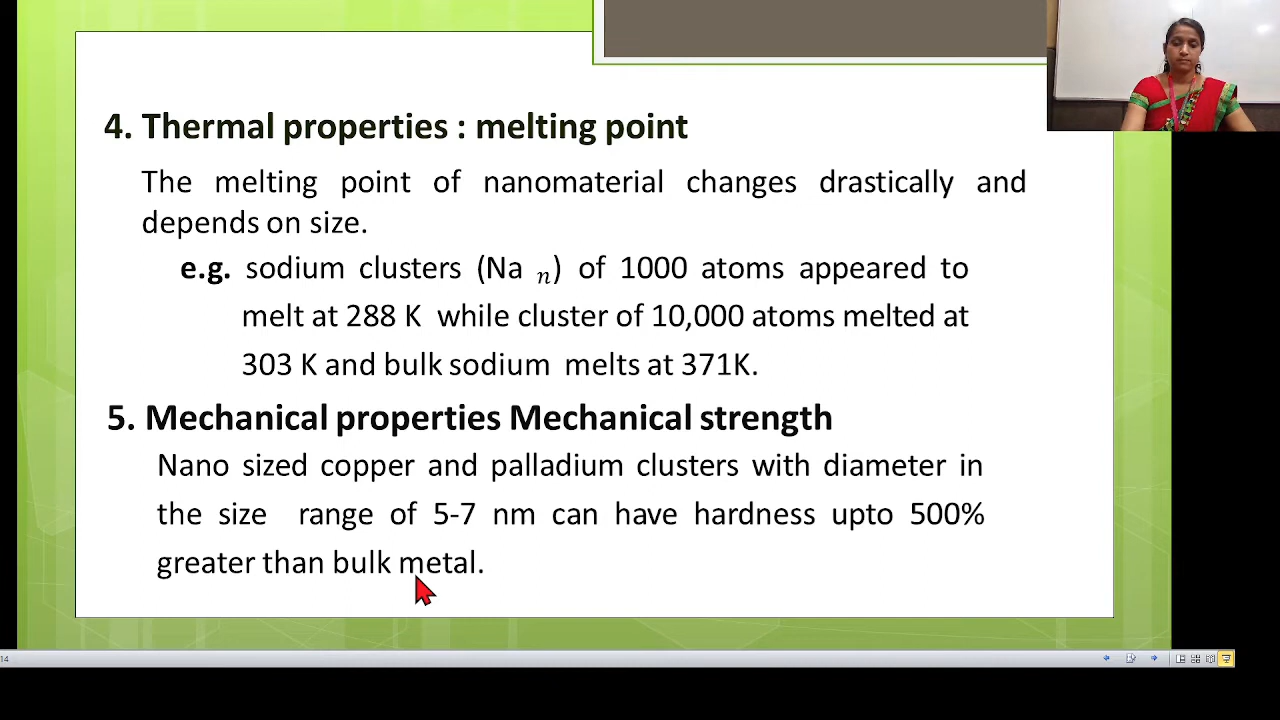 4. Thermal properties : melting point
The melting point of nanomaterial changes drastically and
depends on size.
e.g. sodium clusters (Na n) of 1000 atoms appeared to
melt at 288 K while cluster of 10,000 atoms melted at
303 K and bulk sodium melts at 371K.
5. Mechanical properties Mechanical strength
Nano sized copper and palladium clusters with diameter in
the size range of 5-7 nm can have hardness upto 500%
greater than bulk metal.
14